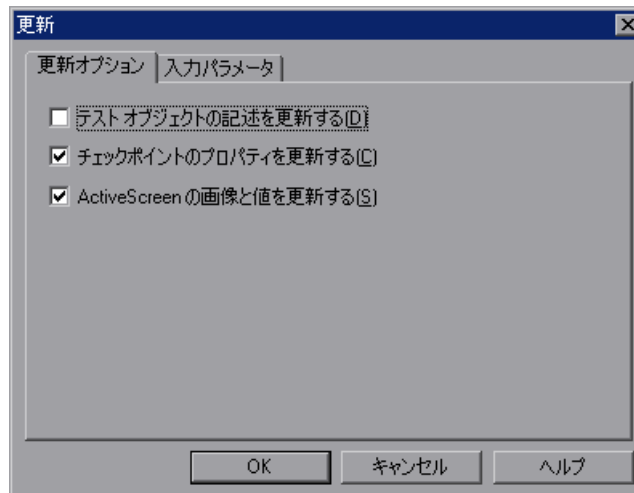 更新
更新オプション 入力パラメータ
テスト オブジェクトの記述を更新する(D)
チェックポイントのプロパティを更新する(C)
ActiveScreen の画像と値を更新する(S)
OK キャンセル ヘルプ